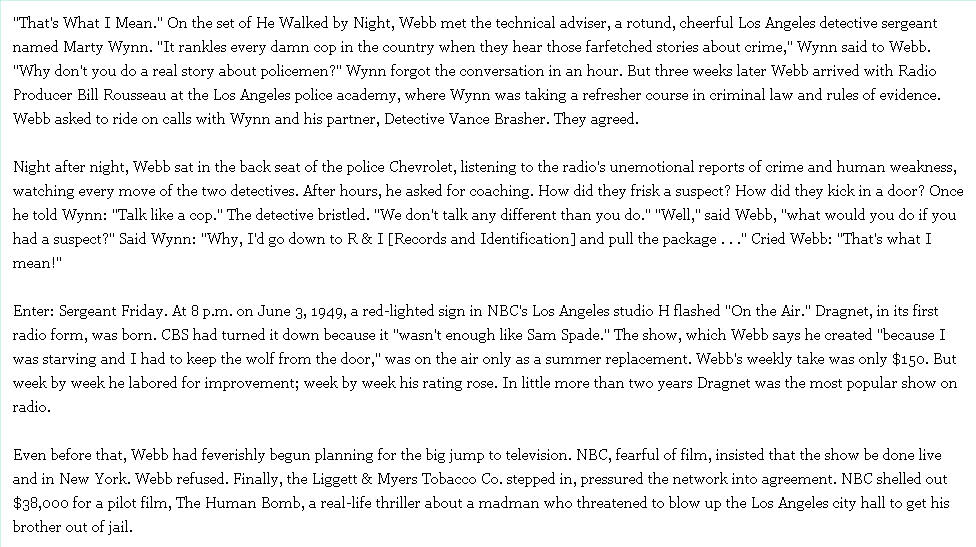 "That's What I Mean." On the set of He Walked by Night, Webb met the technical adviser, a rotund, cheerful Los Angeles detective sergeant
named Marty Wynn. "It rankles every damn cop in the country when they hear those farfetched stories about crime," Wynn said to Webb.
"Why don't you do a real story about policemen?" Wynn forgot the conversation in an hour. But three weeks later Webb arrived with Radio
Producer Bill Rousseau at the Los Angeles police academy, where Wynn was taking a refresher course in criminal law and rules of evidence.
Webb asked to ride on calls with Wynn and his partner, Detective Vance Brasher. They agreed.

Night after night, Webb sat in the back seat of the police Chevrolet, listening to the radio's unemotional reports of crime and human weakness,
watching every move of the two detectives. After hours, he asked for coaching. How did they frisk a suspect? How did they kick in a door? Once
he told Wynn: "Talk like a cop." The detective bristled. "We don't talk any different than you do." "Well," said Webb, "what would you do if you
had a suspect?" Said Wynn: "Why, I'd go down to R & I [Records and Identification] and pull the package . . ." Cried Webb: "That's what I
mean!"

Enter: Sergeant Friday. At 8 p.m. on June 3, 1949, a red-lighted sign in NBC's Los Angeles studio H flashed "On the Air." Dragnet, in its first
radio form, was born. CBS had turned it down because it "wasn't enough like Sam Spade." The show, which Webb says he created "because I
was starving and I had to keep the wolf from the door," was on the air only as a summer replacement. Webb's weekly take was only $150. But
week by week he labored for improvement; week by week his rating rose. In little more than two years Dragnet was the most popular show on
radio.

Even before that, Webb had feverishly begun planning for the big jump to television. NBC, fearful of film, insisted that the show be done live
and in New York. Webb refused. Finally, the Liggett & Myers Tobacco Co. stepped in, pressured the network into agreement. NBC shelled out
$38,000 for a pilot film, The Human Bomb, a real-life thriller about a madman who threatened to blow up the Los Angeles city hall to get his
brother out of jail.